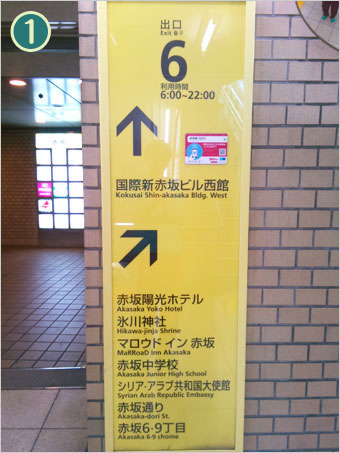 1
出口
Exit 6 A
6
利用時間
6:00~22:00
国際新赤坂ビル西館
Kokusai Shin-akasaka Bldg. West
赤坂陽光ホテル
Akasaka Yoko Hotel
氷川神社
Hikawa-jinja Shrine
マロウド イン 赤坂
MaRRoaD Inn Akasaka
赤坂中学校
Akasaka Junior High School
シリア・アラブ共和国大使館
Syrian Arab Republic Embassy
赤坂通り
Akasaka-dori St.
赤坂6・9丁目
Akasaka 6·9 chome